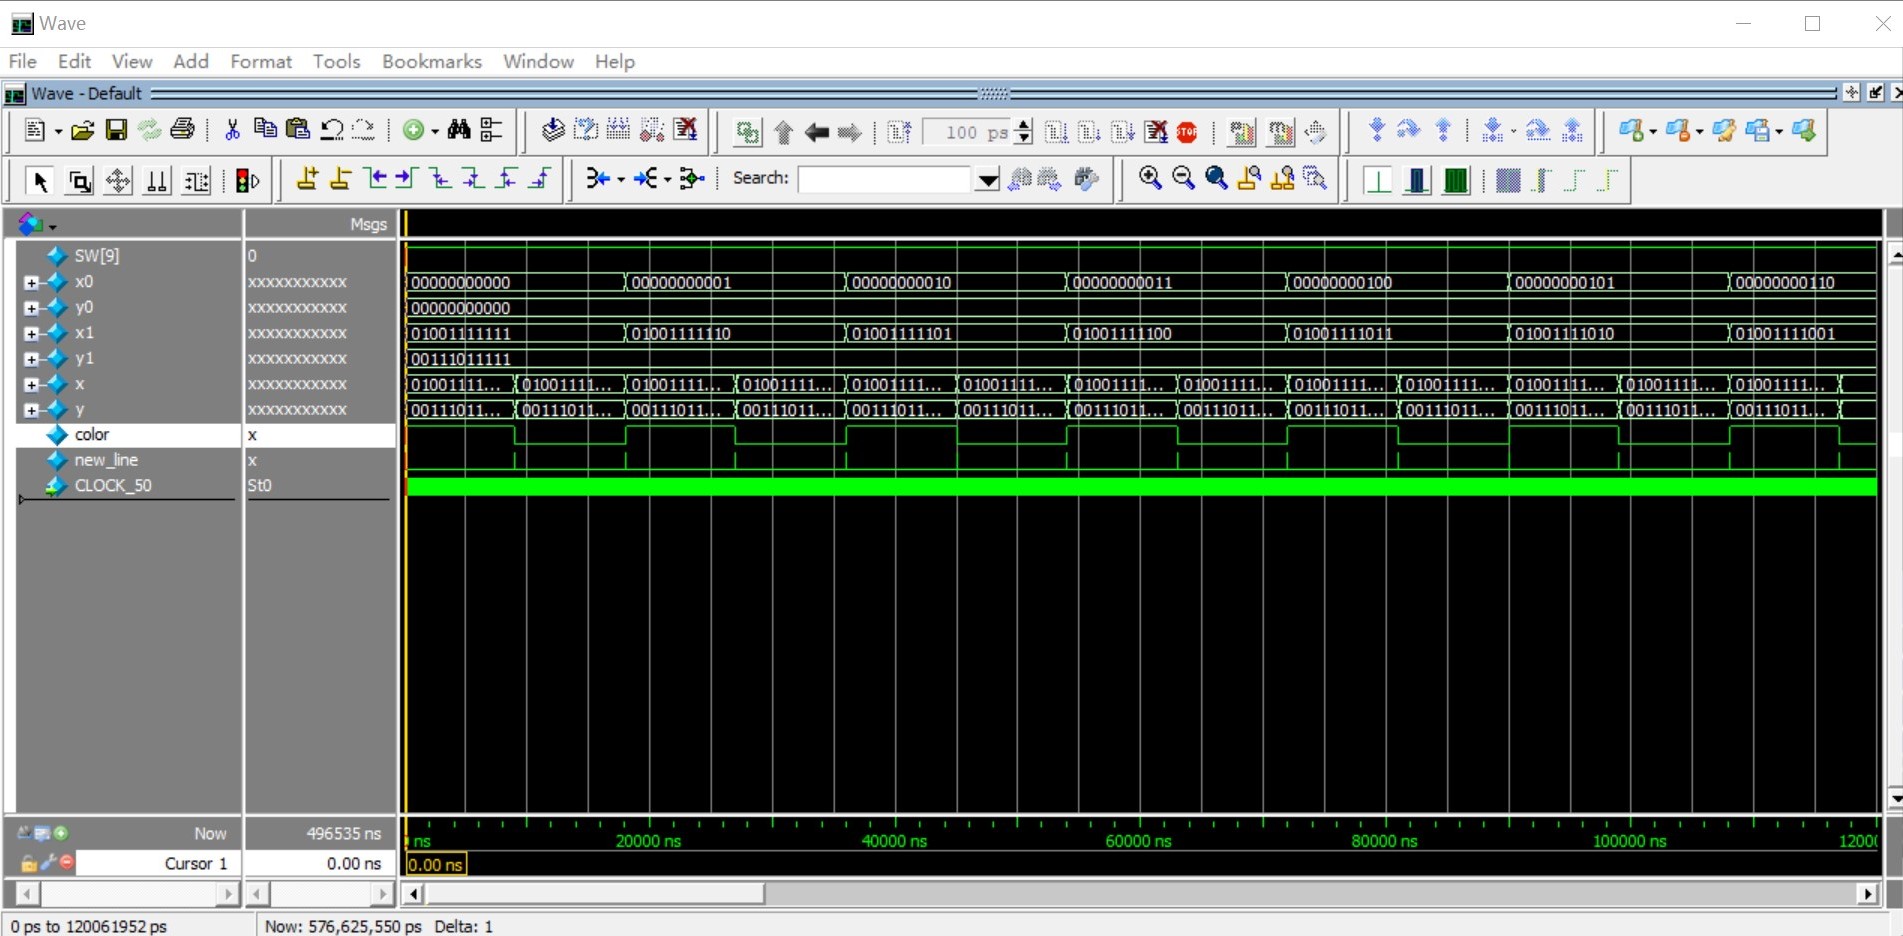 Wave
File Edit View Add Format Tools Bookmarks Window Help
Wave - Default
100 ps
STOP
Search:
Msgs
SW[9] 0
x0 xxxxxxxxxxx 00000000000 00000000001 00000000010 00000000011 00000000100 00000000101 00000000110
y0 xxxxxxxxxxx 00000000000
x1 xxxxxxxxxxx 01001111111 01001111110 01001111101 01001111100 01001111011 01001111010 01001111001
y1 xxxxxxxxxxx 00111011111
x xxxxxxxxxxx 01001111... 01001111... 01001111... 01001111... 01001111... 01001111... 01001111... 01001111... 01001111... 01001111... 01001111... 01001111... 01001111...
y xxxxxxxxxxx 00111011... 00111011... 00111011... 00111011... 00111011... 00111011... 00111011... 00111011... 00111011... 00111011... 00111011... 00111011... 00111011...
color x
new_line x
CLOCK_50 St0
Now 496535 ns ns 20000 ns 40000 ns 60000 ns 80000 ns 100000 ns 12000
Cursor 1 0.00 ns 0.00 ns
0 ps to 120061952 ps Now: 576,625,550 ps Delta: 1